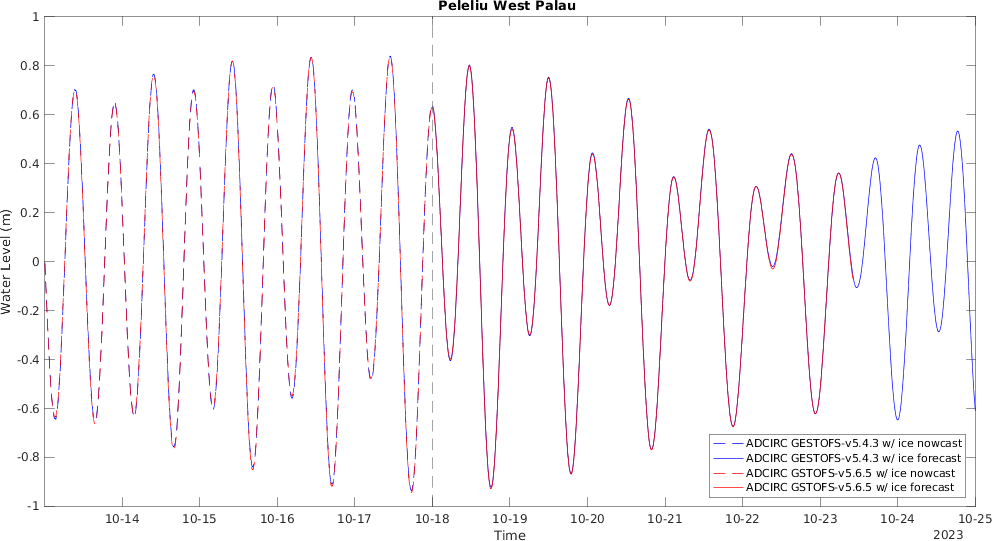 Peleliu West Palau
1
0.8
0.6
0.4
0.2
0
-0.2
-0.4
-0.6
-0.8
-1
Water Level (m)
10-14 10-15 10-16 10-17 10-18 10-19 10-20 10-21 10-22 10-23 10-24 10-25
Time
2023
ADCIRC GESTOFS-v5.4.3 w/ ice nowcast
ADCIRC GESTOFS-v5.4.3 w/ ice forecast
ADCIRC GSTOFS-v5.6.5 w/ ice nowcast
ADCIRC GSTOFS-v5.6.5 w/ ice forecast